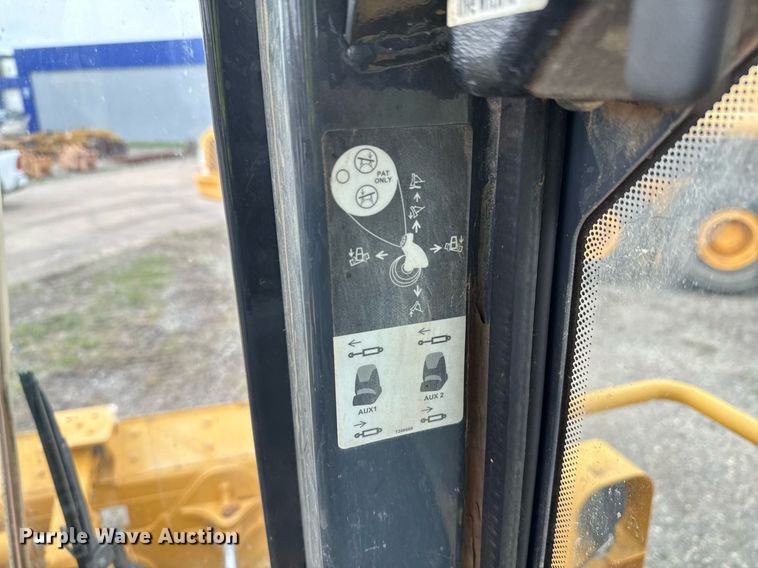 PAT
ONLY
AUX1
AUX 2
Purple Wave Auction